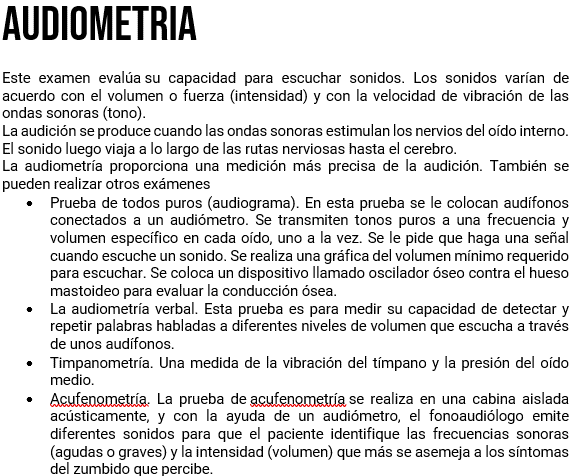 AUDIOMETRIA
Este examen evalúa su capacidad para escuchar sonidos. Los sonidos varían de
acuerdo con el volumen o fuerza (intensidad) y con la velocidad de vibración de las
ondas sonoras (tono).
La audición se produce cuando las ondas sonoras estimulan los nervios del oído interno.
El sonido luego viaja a lo largo de las rutas nerviosas hasta el cerebro.
La audiometría proporciona una medición más precisa de la audición. También se
pueden realizar otros exámenes
• Prueba de todos puros (audiograma). En esta prueba se le colocan audífonos
conectados a un audiómetro. Se transmiten tonos puros a una frecuencia y
volumen específico en cada oído, uno a la vez. Se le pide que haga una señal
cuando escuche un sonido. Se realiza una gráfica del volumen mínimo requerido
para escuchar. Se coloca un dispositivo llamado oscilador óseo contra el hueso
mastoideo para evaluar la conducción ósea.
• La audiometría verbal. Esta prueba es para medir su capacidad de detectar y
repetir palabras habladas a diferentes niveles de volumen que escucha a través
de unos audífonos.
• Timpanometría. Una medida de la vibración del tímpano y la presión del oído
medio.
• Acufenometría. La prueba de acufenometría se realiza en una cabina aislada
acústicamente, y con la ayuda de un audiómetro, el fonoaudiólogo emite
diferentes sonidos para que el paciente identifique las frecuencias sonoras
(agudas o graves) y la intensidad (volumen) que más se asemeja a los síntomas
del zumbido que percibe.